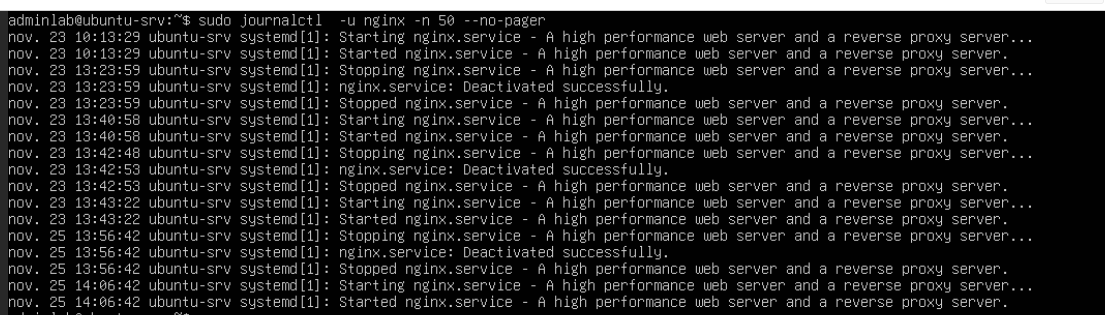 adminlab@ubuntu-srv:~$ sudo journalctl  -u nginx -n 50 --no-pager
nov. 23 10:13:29 ubuntu-srv systemd[1]: Starting nginx.service - A high performance web server and a reverse proxy server...
nov. 23 10:13:29 ubuntu-srv systemd[1]: Started nginx.service - A high performance web server and a reverse proxy server.
nov. 23 13:23:59 ubuntu-srv systemd[1]: Stopping nginx.service - A high performance web server and a reverse proxy server...
nov. 23 13:23:59 ubuntu-srv systemd[1]: nginx.service: Deactivated successfully.
nov. 23 13:23:59 ubuntu-srv systemd[1]: Stopped nginx.service - A high performance web server and a reverse proxy server.
nov. 23 13:40:58 ubuntu-srv systemd[1]: Starting nginx.service - A high performance web server and a reverse proxy server...
nov. 23 13:40:58 ubuntu-srv systemd[1]: Started nginx.service - A high performance web server and a reverse proxy server.
nov. 23 13:42:48 ubuntu-srv systemd[1]: Stopping nginx.service - A high performance web server and a reverse proxy server...
nov. 23 13:42:53 ubuntu-srv systemd[1]: nginx.service: Deactivated successfully.
nov. 23 13:42:53 ubuntu-srv systemd[1]: Stopped nginx.service - A high performance web server and a reverse proxy server.
nov. 23 13:43:22 ubuntu-srv systemd[1]: Starting nginx.service - A high performance web server and a reverse proxy server...
nov. 23 13:43:22 ubuntu-srv systemd[1]: Started nginx.service - A high performance web server and a reverse proxy server.
nov. 25 13:56:42 ubuntu-srv systemd[1]: Stopping nginx.service - A high performance web server and a reverse proxy server...
nov. 25 13:56:42 ubuntu-srv systemd[1]: nginx.service: Deactivated successfully.
nov. 25 13:56:42 ubuntu-srv systemd[1]: Stopped nginx.service - A high performance web server and a reverse proxy server.
nov. 25 14:06:42 ubuntu-srv systemd[1]: Starting nginx.service - A high performance web server and a reverse proxy server...
nov. 25 14:06:42 ubuntu-srv systemd[1]: Started nginx.service - A high performance web server and a reverse proxy server.